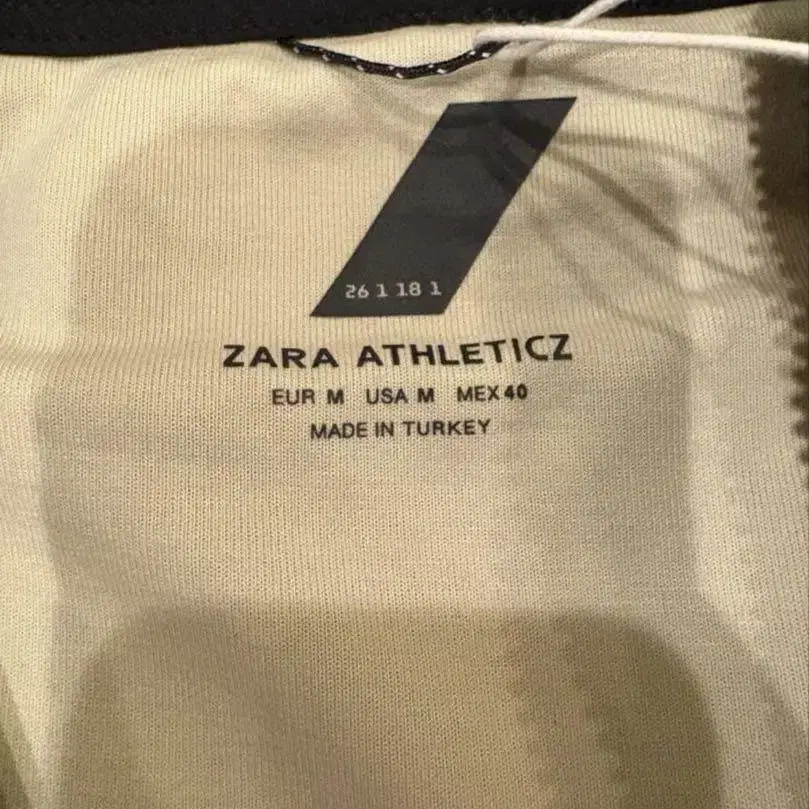 26 1 18 1
ZARA ATHLETICZ
EUR M USA M MEX 40
MADE IN TURKEY